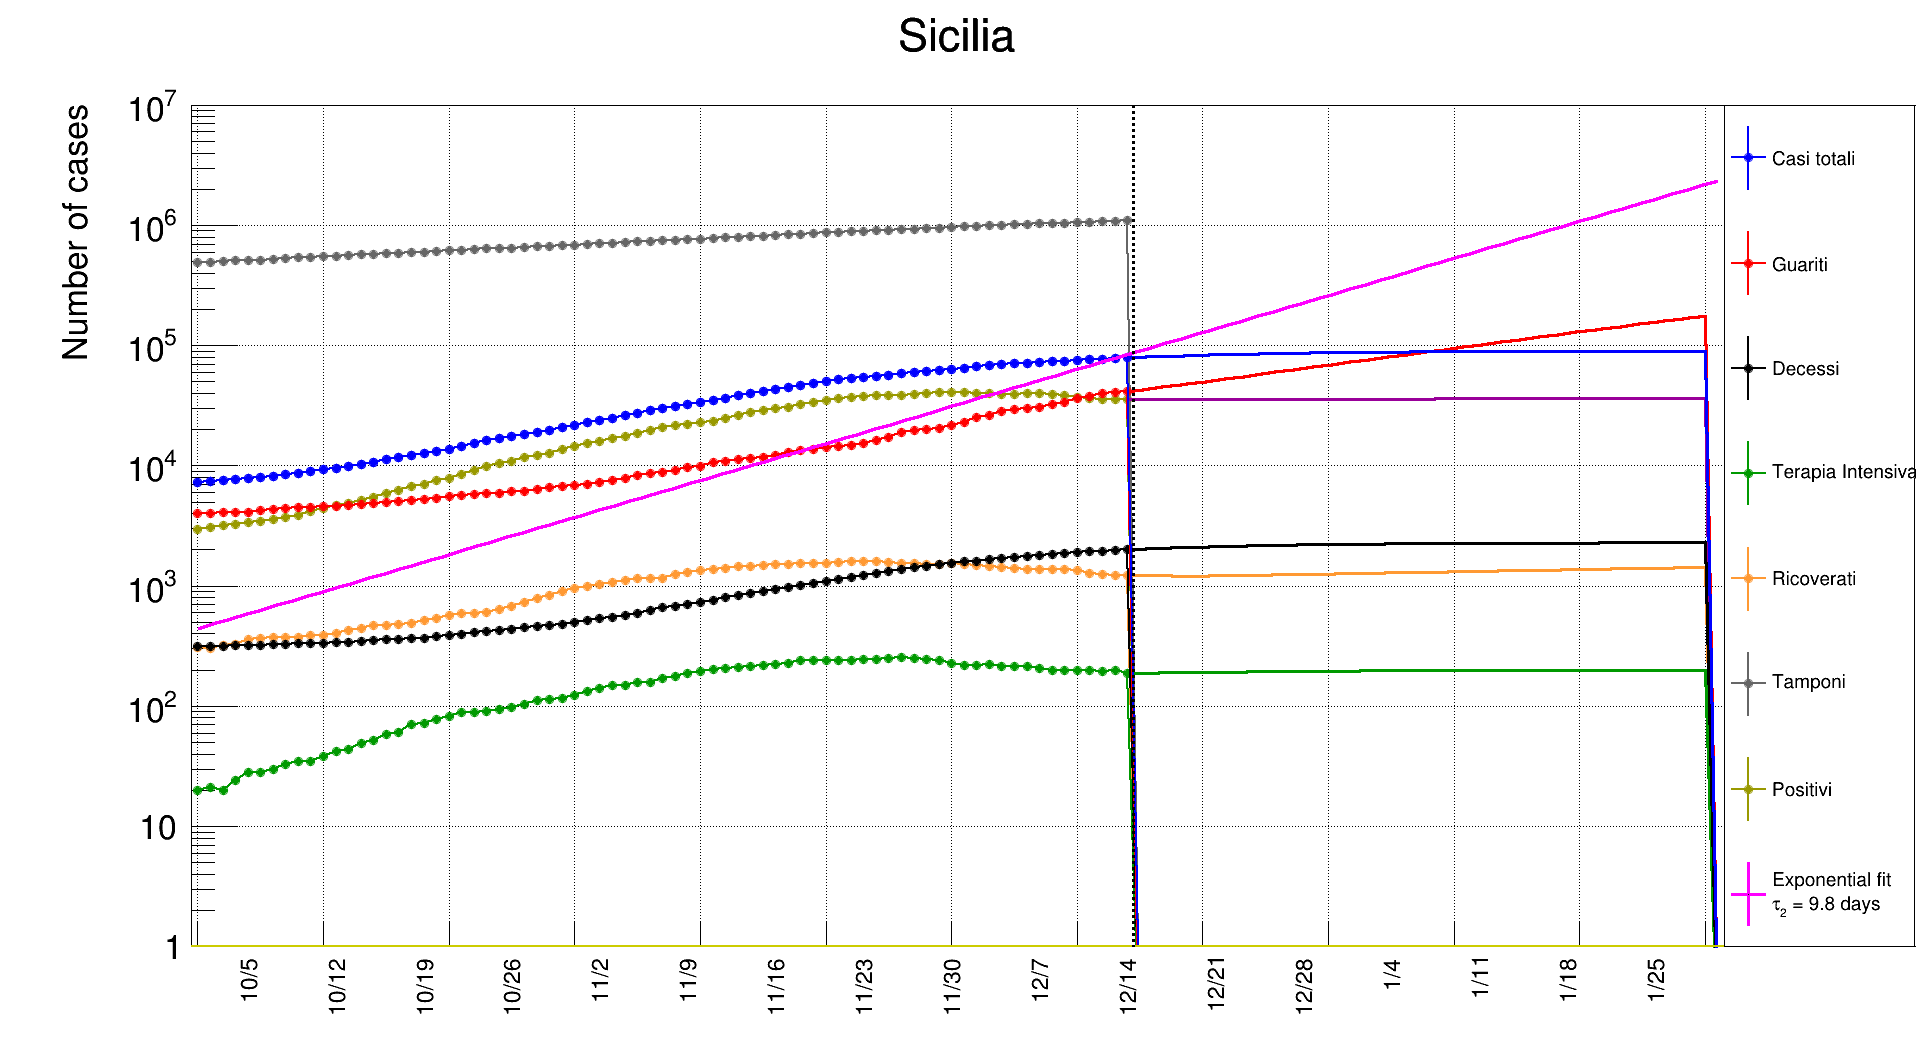 Sicilia
Number of cases
10^7
10^6
10^5
10^4
10^3
10^2
10
1
10/5
10/12
10/19
10/26
11/2
11/9
11/16
11/23
11/30
12/7
12/14
12/21
12/28
1/4
1/11
1/18
1/25
Casi totali
Guariti
Decessi
Terapia Intensiva
Ricoverati
Tamponi
Positivi
Exponential fit
τ₂ = 9.8 days